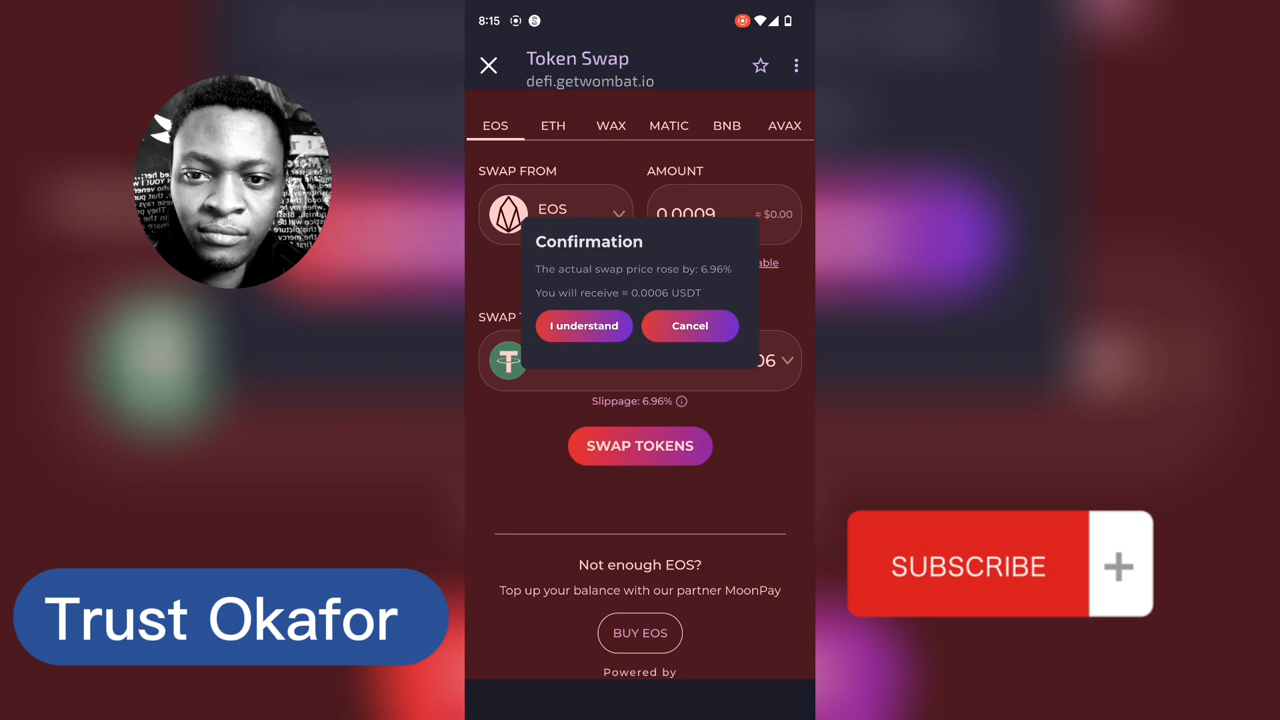 8:15
Token Swap
defi.getwombat.io
EOS ETH WAX MATIC BNB AVAX
SWAP FROM AMOUNT
EOS 0.0009 ≈ $0.00
Confirmation
The actual swap price rose by: 6.96%
able
You will receive ≈ 0.0006 USDT
SWAP T
I understand Cancel
06
Slippage: 6.96%
SWAP TOKENS
Not enough EOS?
Top up your balance with our partner MoonPay
BUY EOS
Powered by
Trust Okafor
SUBSCRIBE +